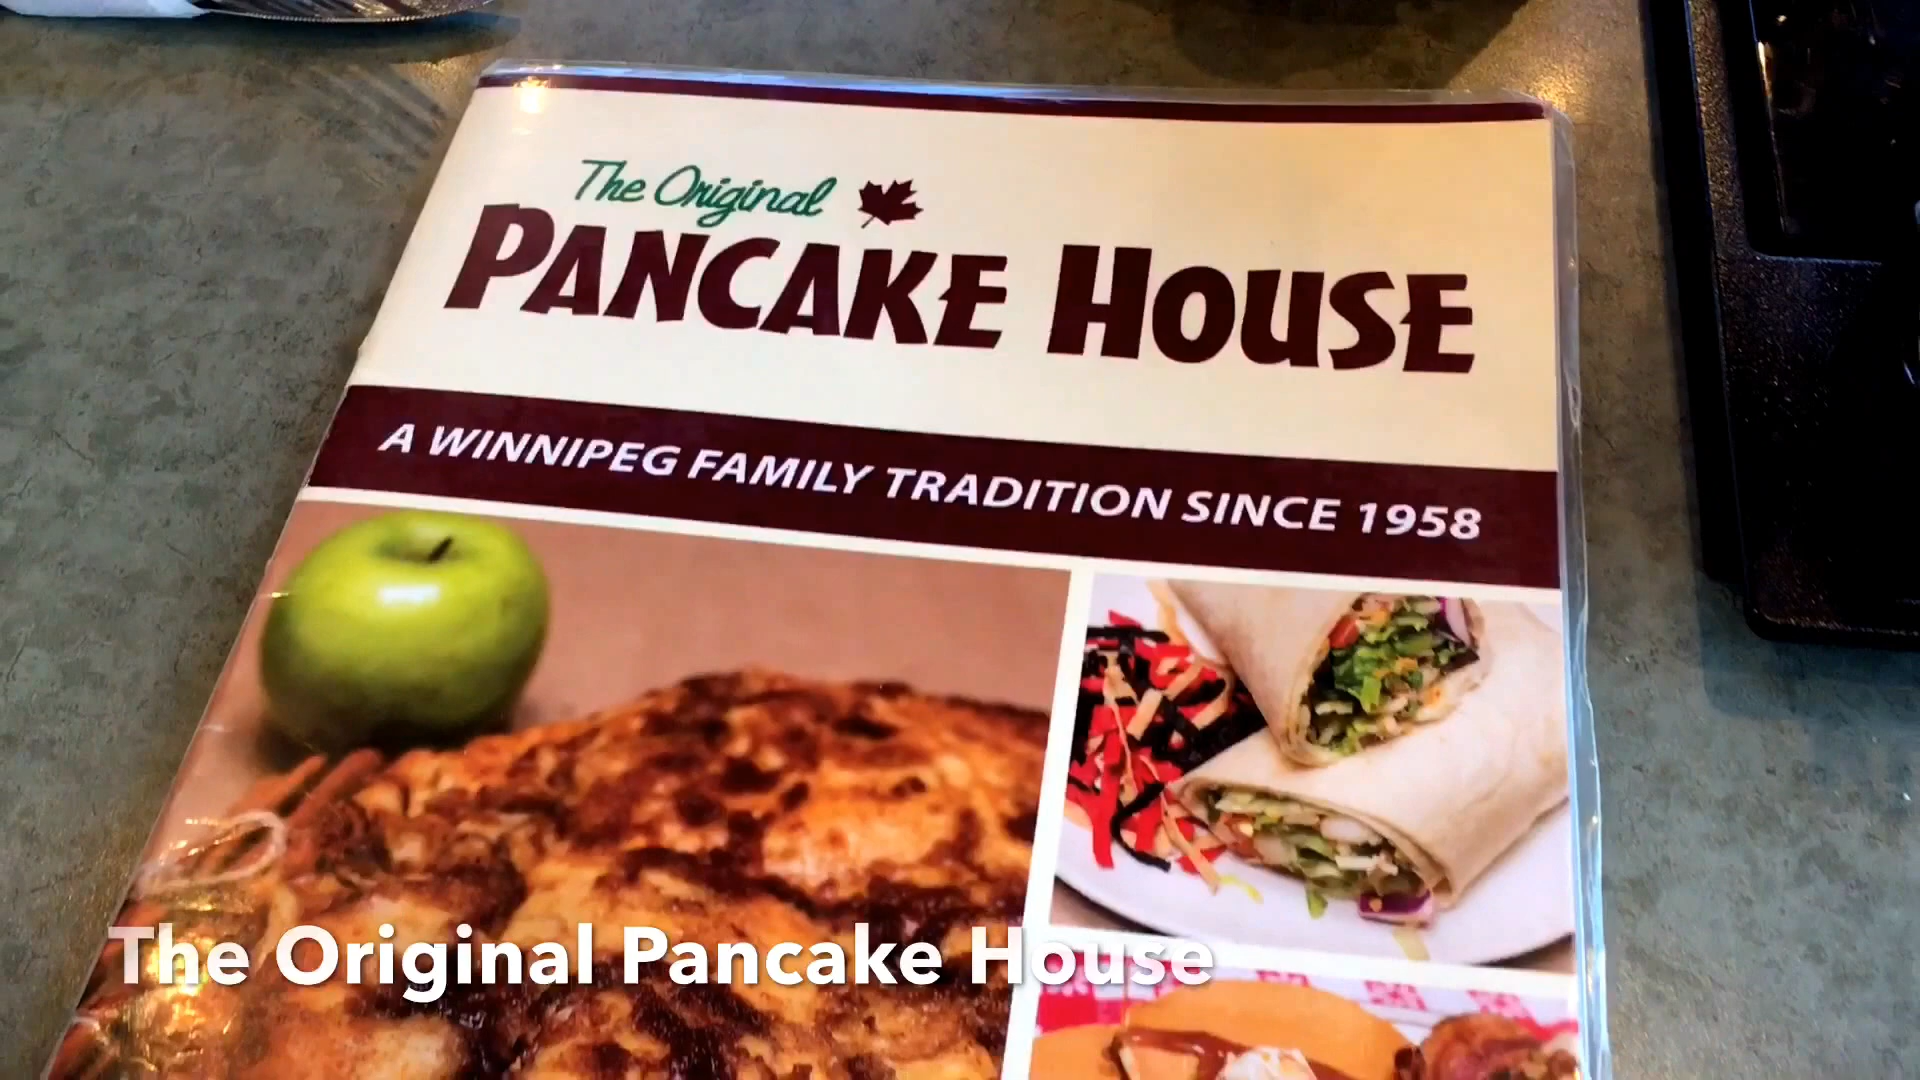 The Original
PANCAKE HOUSE
A WINNIPEG FAMILY TRADITION SINCE 1958
The Original Pancake House